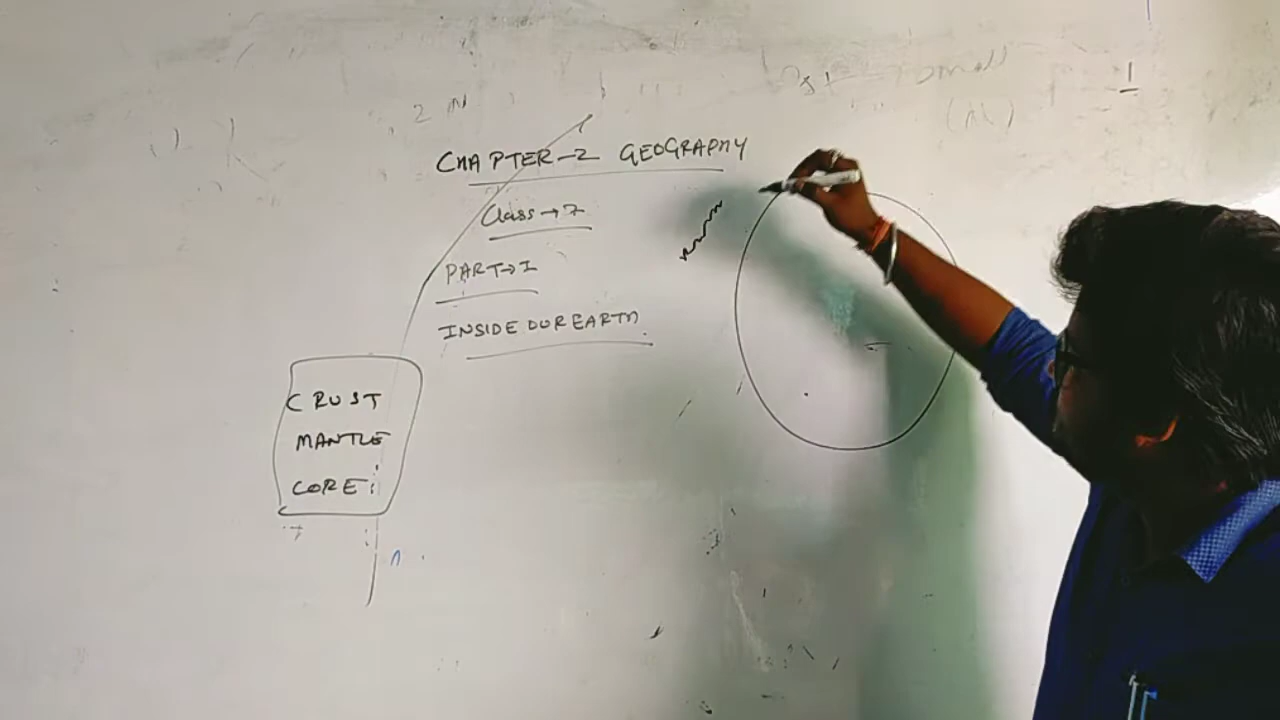 CHAPTER-2 GEOGRAPHY
Class→7
PART→I
INSIDE OUR EARTH.
CRUST
MANTLE
CORE